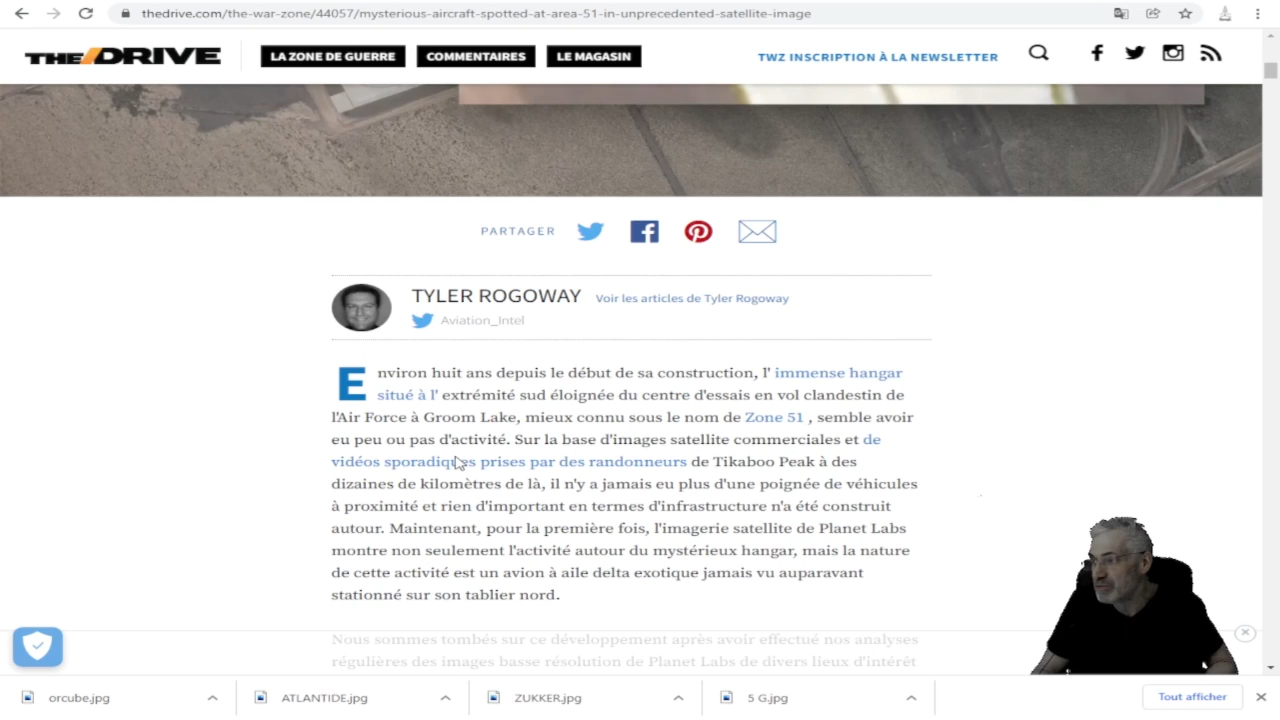 thedrive.com/the-war-zone/44057/mysterious-aircraft-spotted-at-area-51-in-unprecedented-satellite-image
THE/DRIVE
LA ZONE DE GUERRE
COMMENTAIRES
LE MAGASIN
TWZ INSCRIPTION À LA NEWSLETTER
PARTAGER
TYLER ROGOWAY Voir les articles de Tyler Rogoway
Aviation_Intel
Environ huit ans depuis le début de sa construction, l' immense hangar
situé à l' extrémité sud éloignée du centre d'essais en vol clandestin de
l'Air Force à Groom Lake, mieux connu sous le nom de Zone 51 , semble avoir
eu peu ou pas d'activité. Sur la base d'images satellite commerciales et de
vidéos sporadiques prises par des randonneurs de Tikaboo Peak à des
dizaines de kilomètres de là, il n'y a jamais eu plus d'une poignée de véhicules
à proximité et rien d'important en termes d'infrastructure n'a été construit
autour. Maintenant, pour la première fois, l'imagerie satellite de Planet Labs
montre non seulement l'activité autour du mystérieux hangar, mais la nature
de cette activité est un avion à aile delta exotique jamais vu auparavant
stationné sur son tablier nord.
Nous sommes tombés sur ce développement après avoir effectué nos analyses
régulières des images basse résolution de Planet Labs de divers lieux d'intérêt
orcube.jpg
ATLANTIDE.jpg
ZUKKER.jpg
5 G.jpg
Tout afficher